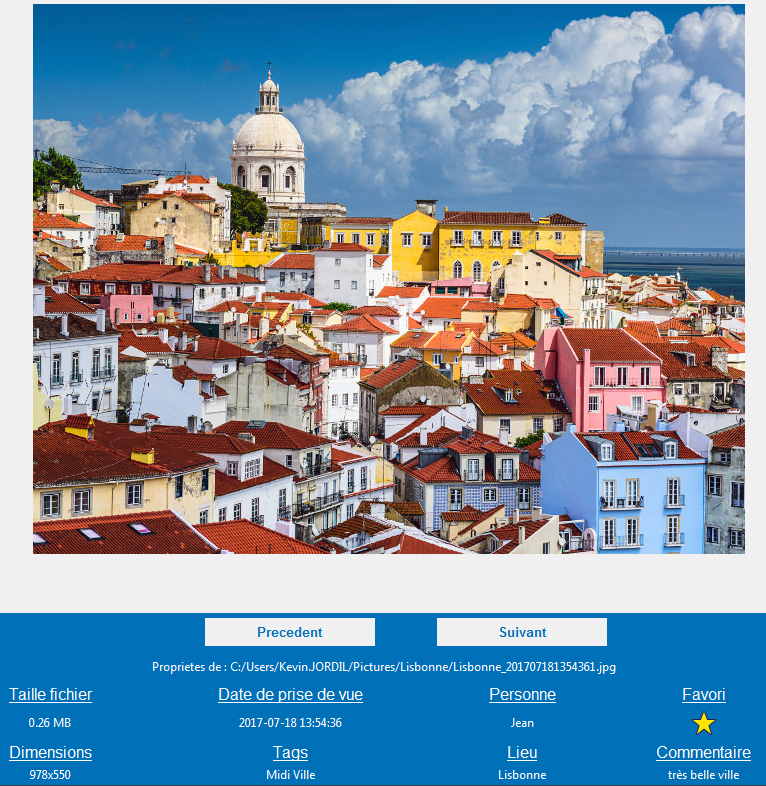 Precedent Suivant
Proprietes de : C:/Users/Kevin.JORDIL/Pictures/Lisbonne/Lisbonne_201707181354361.jpg
Taille fichier Date de prise de vue Personne Favori
0.26 MB 2017-07-18 13:54:36 Jean
Dimensions Tags Lieu Commentaire
978x550 Midi Ville Lisbonne très belle ville